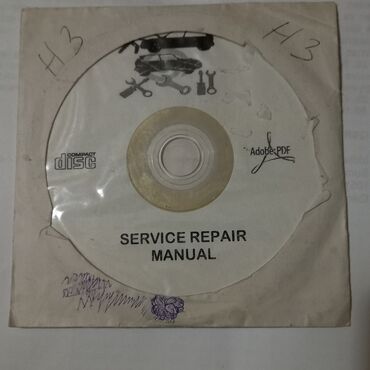 H3
H3
COMPACT
disc
Adobe PDF
SERVICE REPAIR
MANUAL